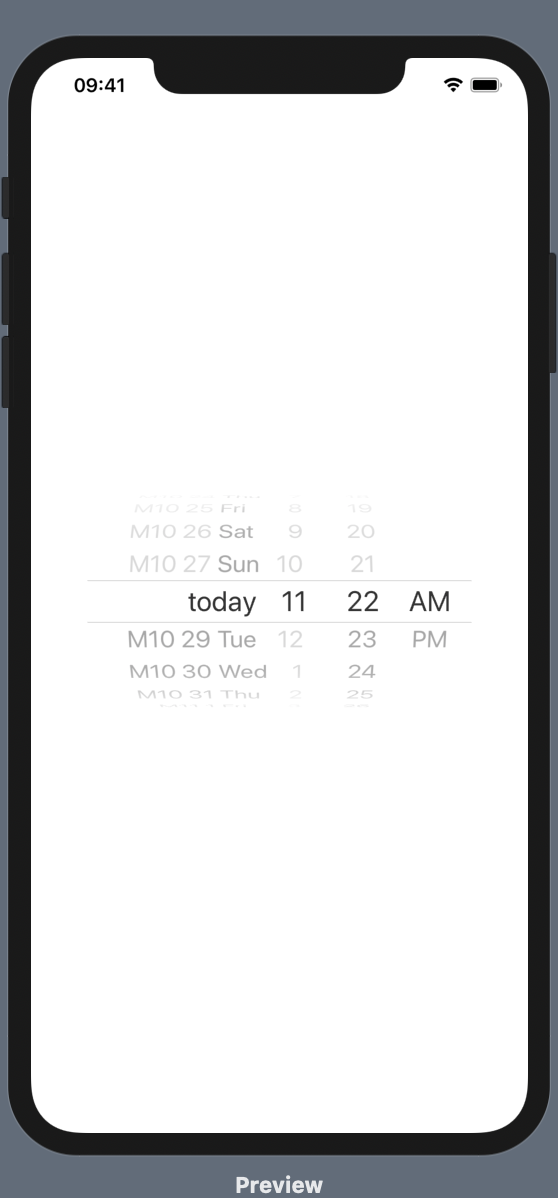 09:41
M10 25 Fri 8 19
M10 26 Sat 9 20
M10 27 Sun 10 21
today 11 22 AM
M10 29 Tue 12 23 PM
M10 30 Wed 1 24
M10 31 Thu 2 25
Preview